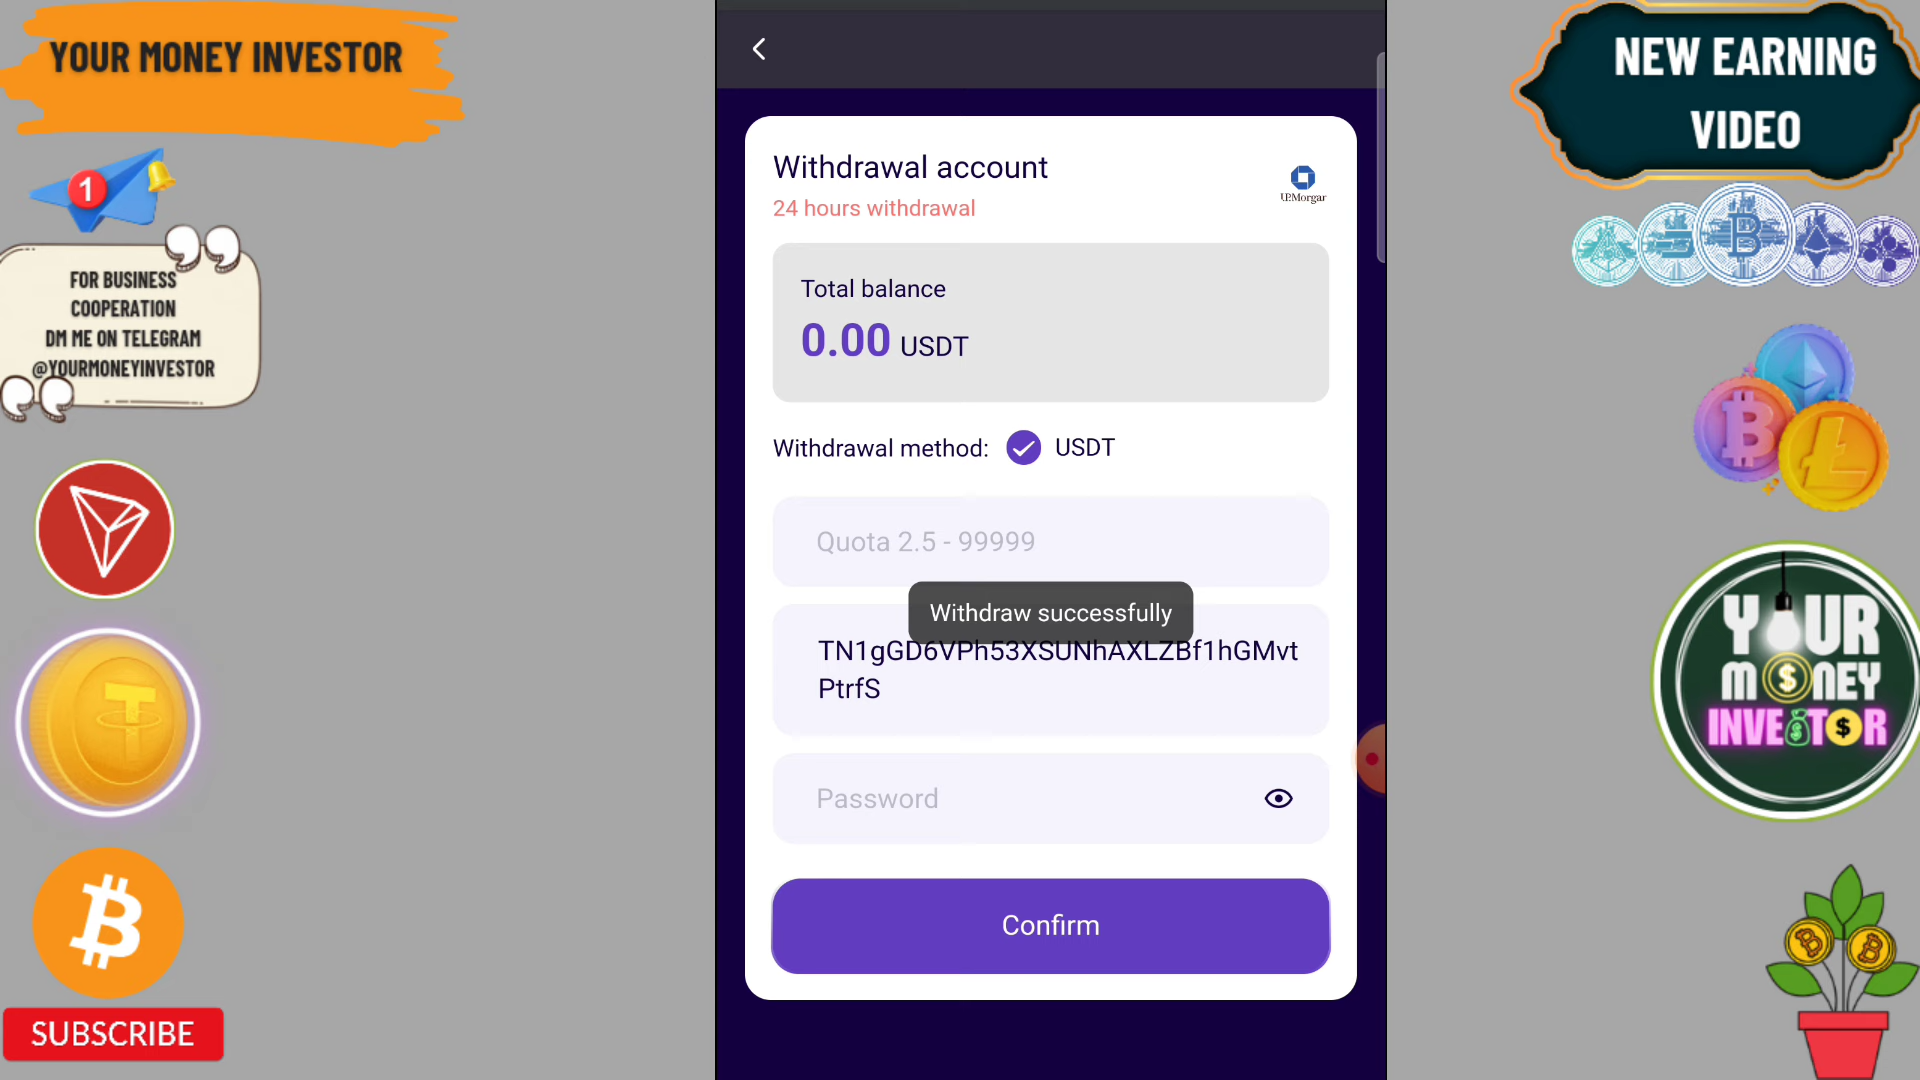 YOUR MONEY INVESTOR
1
FOR BUSINESS
COOPERATION
DM ME ON TELEGRAM
@YOURMONEYINVESTOR
SUBSCRIBE
Withdrawal account
24 hours withdrawal
J.P.Morgar
Total balance
0.00 USDT
Withdrawal method: USDT
Quota 2.5 - 99999
Withdraw successfully
TN1gGD6VPh53XSUNhAXLZBf1hGMvt
PtrfS
Password
Confirm
NEW EARNING
VIDEO
YOUR
MONEY
INVESTOR